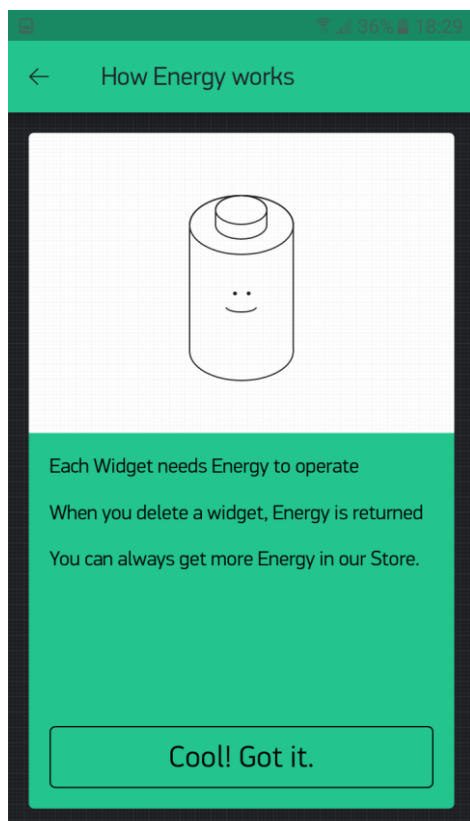 36% 18:29
How Energy works
Each Widget needs Energy to operate
When you delete a widget, Energy is returned
You can always get more Energy in our Store.
Cool! Got it.